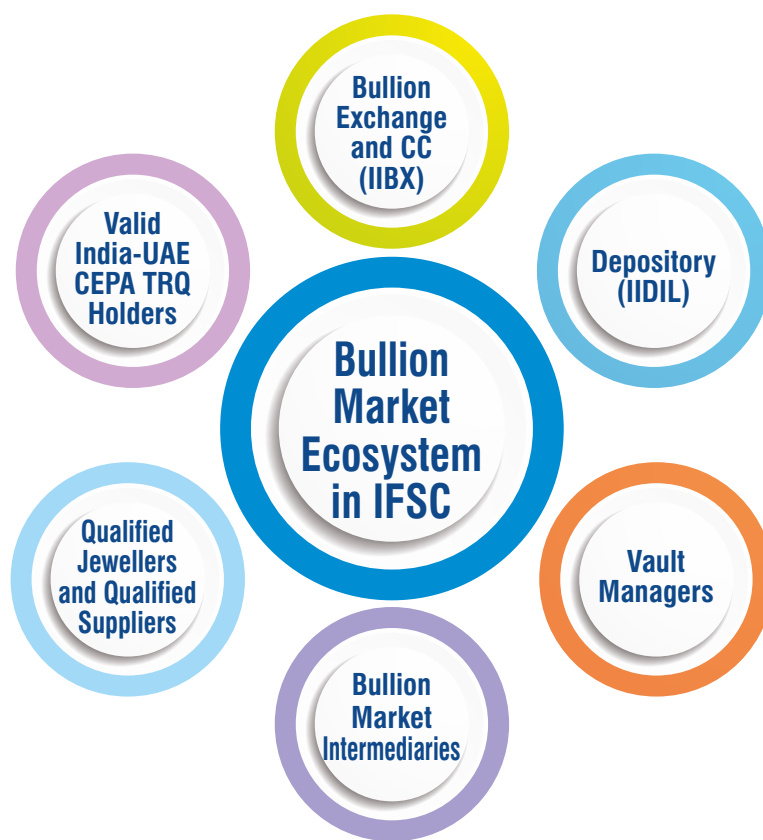 Bullion
Exchange
and CC
(IIBX)
Valid
India-UAE
CEPA TRQ
Holders
Depository
(IIDIL)
Bullion
Market
Ecosystem
in IFSC
Qualified
Jewellers
and Qualified
Suppliers
Vault
Managers
Bullion
Market
Intermediaries